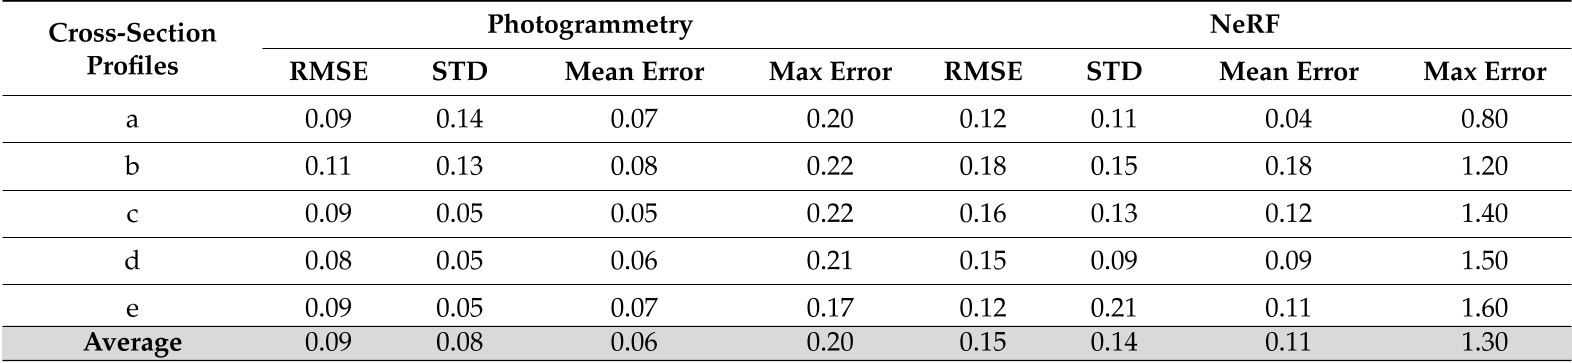 Cross-Section Profiles Photogrammetry NeRF
RMSE STD Mean Error Max Error RMSE STD Mean Error Max Error
a 0.09 0.14 0.07 0.20 0.12 0.11 0.04 0.80
b 0.11 0.13 0.08 0.22 0.18 0.15 0.18 1.20
c 0.09 0.05 0.05 0.22 0.16 0.13 0.12 1.40
d 0.08 0.05 0.06 0.21 0.15 0.09 0.09 1.50
e 0.09 0.05 0.07 0.17 0.12 0.21 0.11 1.60
Average 0.09 0.08 0.06 0.20 0.15 0.14 0.11 1.30